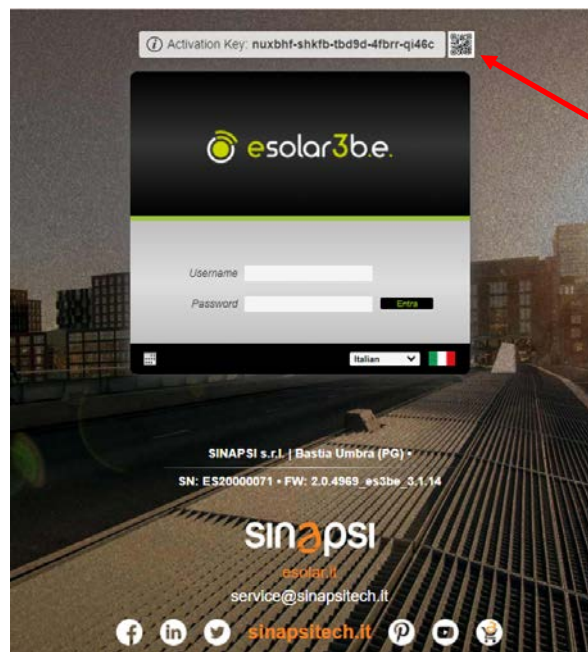 Activation Key: nuxbhf-shkfb-tbd9d-4fbrr-qi46c
esolar3b.e.
Username
Password
Entra
Italian
SINAPSI s.r.l. | Bastia Umbra (PG) •
SN: ES20000071 • FW: 2.0.4969_es3be_3.1.14
sinapsi
esolar.it
service@sinapsitech.it
sinapsitech.it